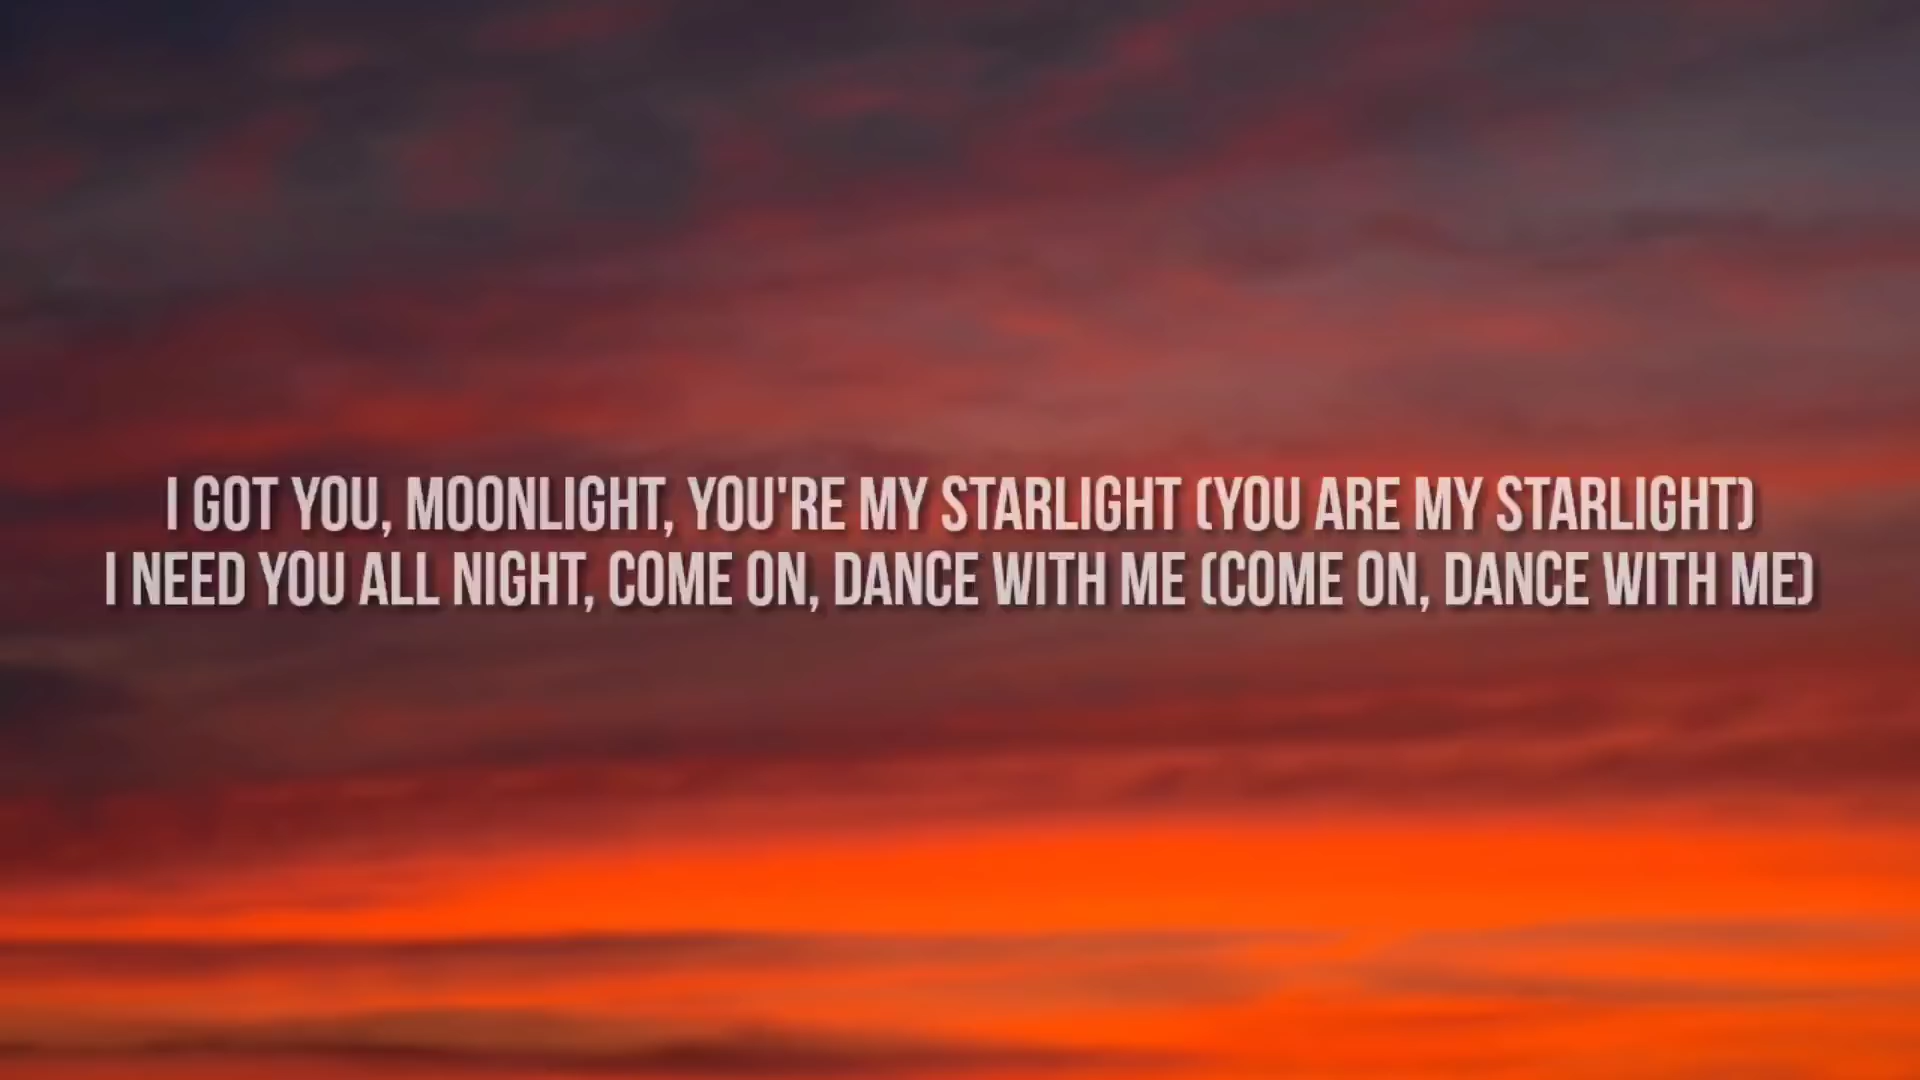 I GOT YOU, MOONLIGHT, YOU'RE MY STARLIGHT (YOU ARE MY STARLIGHT)
I NEED YOU ALL NIGHT, COME ON, DANCE WITH ME (COME ON, DANCE WITH ME)